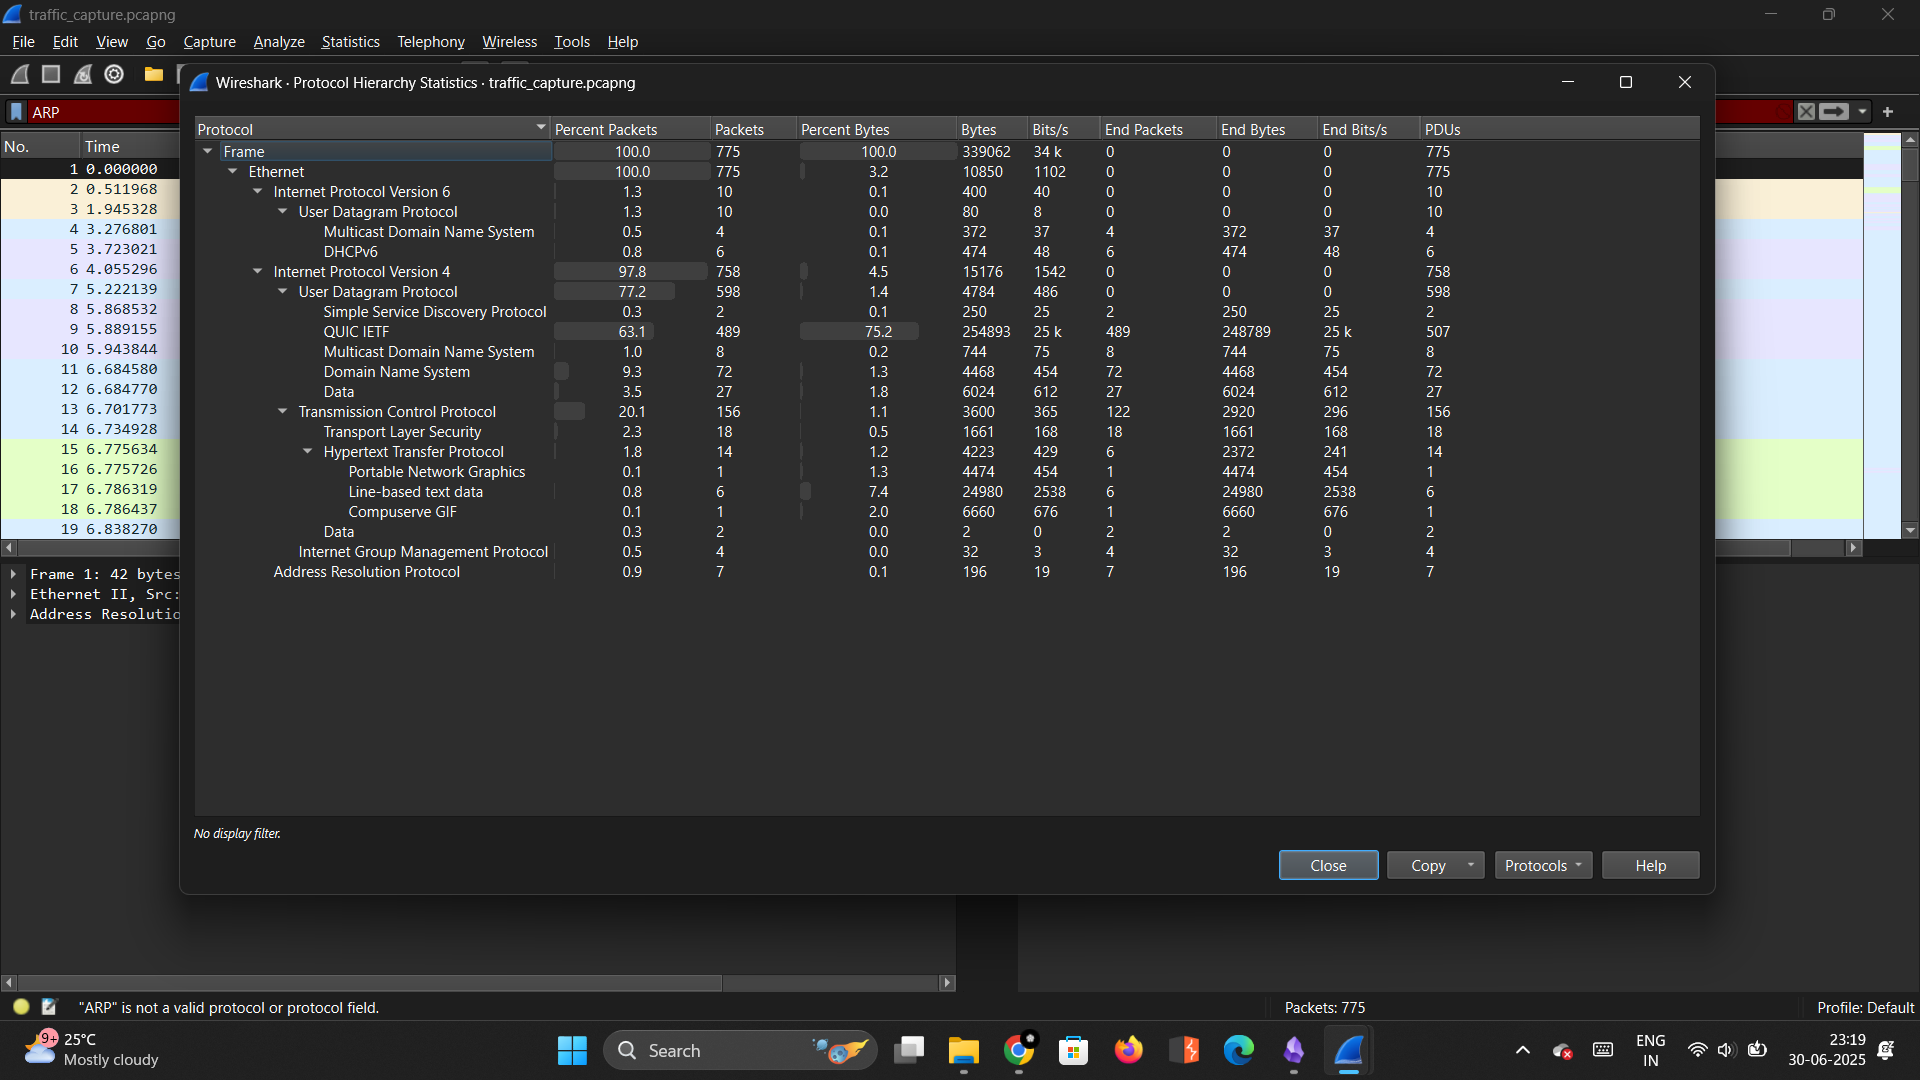 traffic_capture.pcapng
File Edit View Go Capture Analyze Statistics Telephony Wireless Tools Help
Wireshark · Protocol Hierarchy Statistics · traffic_capture.pcapng
ARP
Protocol Percent Packets Packets Percent Bytes Bytes Bits/s End Packets End Bytes End Bits/s PDUs
Frame 100.0 775 100.0 339062 34 k 0 0 0 775
Ethernet 100.0 775 3.2 10850 1102 0 0 0 775
Internet Protocol Version 6 1.3 10 0.1 400 40 0 0 0 10
User Datagram Protocol 1.3 10 0.0 80 8 0 0 0 10
Multicast Domain Name System 0.5 4 0.1 372 37 4 372 37 4
DHCPv6 0.8 6 0.1 474 48 6 474 48 6
Internet Protocol Version 4 97.8 758 4.5 15176 1542 0 0 0 758
User Datagram Protocol 77.2 598 1.4 4784 486 0 0 0 598
Simple Service Discovery Protocol 0.3 2 0.1 250 25 2 250 25 2
QUIC IETF 63.1 489 75.2 254893 25 k 489 248789 25 k 507
Multicast Domain Name System 1.0 8 0.2 744 75 8 744 75 8
Domain Name System 9.3 72 1.3 4468 454 72 4468 454 72
Data 3.5 27 1.8 6024 612 27 6024 612 27
Transmission Control Protocol 20.1 156 1.1 3600 365 122 2920 296 156
Transport Layer Security 2.3 18 0.5 1661 168 18 1661 168 18
Hypertext Transfer Protocol 1.8 14 1.2 4223 429 6 2372 241 14
Portable Network Graphics 0.1 1 1.3 4474 454 1 4474 454 1
Line-based text data 0.8 6 7.4 24980 2538 6 24980 2538 6
Compuserve GIF 0.1 1 2.0 6660 676 1 6660 676 1
Data 0.3 2 0.0 2 0 2 2 0 2
Internet Group Management Protocol 0.5 4 0.0 32 3 4 32 3 4
Address Resolution Protocol 0.9 7 0.1 196 19 7 196 19 7
No display filter.
Close Copy Protocols Help
No. Time
1 0.000000
2 0.511968
3 1.945328
4 3.276801
5 3.723021
6 4.055296
7 5.222139
8 5.868532
9 5.889155
10 5.943844
11 6.684580
12 6.684770
13 6.701773
14 6.734928
15 6.775634
16 6.775726
17 6.786319
18 6.786437
19 6.838270
Frame 1: 42 bytes
Ethernet II, Src:
Address Resolutio
"ARP" is not a valid protocol or protocol field. Packets: 775 Profile: Default
9+ 25°C
Mostly cloudy
Search
ENG
IN
23:19
30-06-2025